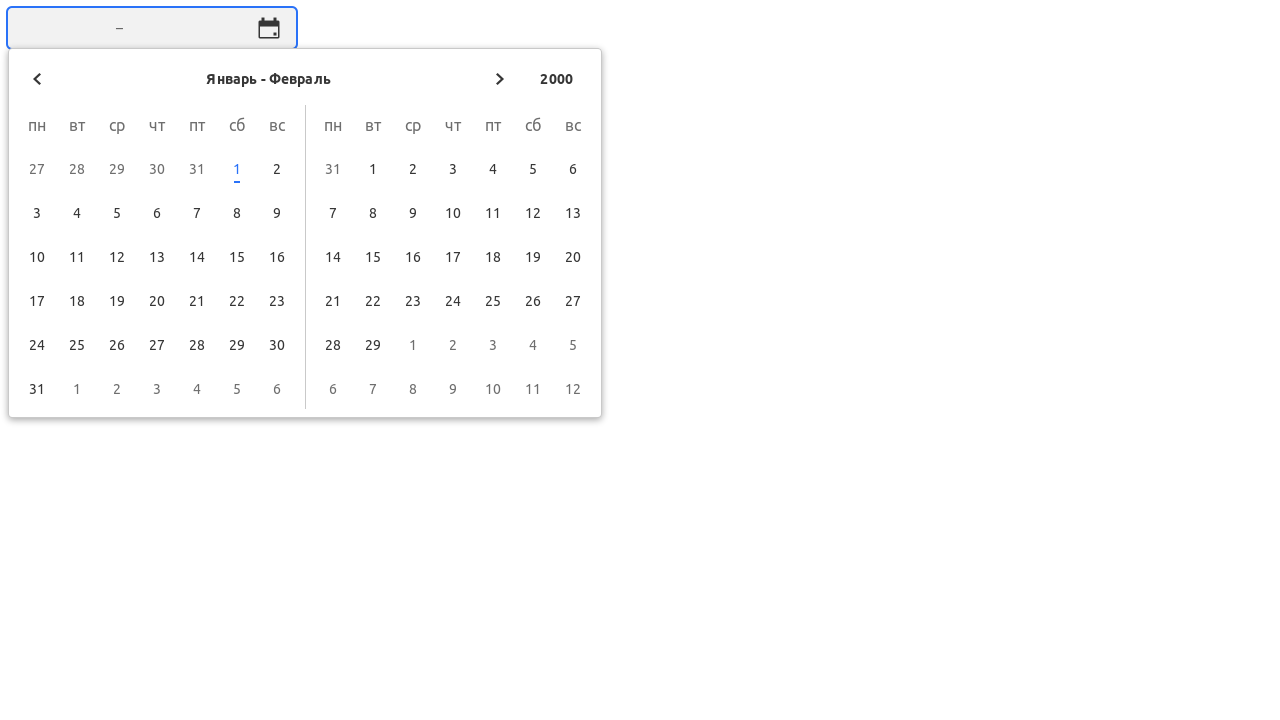 –
Январь - Февраль 2000
пн вт ср чт пт сб вс пн вт ср чт пт сб вс
27 28 29 30 31 1 2 31 1 2 3 4 5 6
3 4 5 6 7 8 9 7 8 9 10 11 12 13
10 11 12 13 14 15 16 14 15 16 17 18 19 20
17 18 19 20 21 22 23 21 22 23 24 25 26 27
24 25 26 27 28 29 30 28 29 1 2 3 4 5
31 1 2 3 4 5 6 6 7 8 9 10 11 12